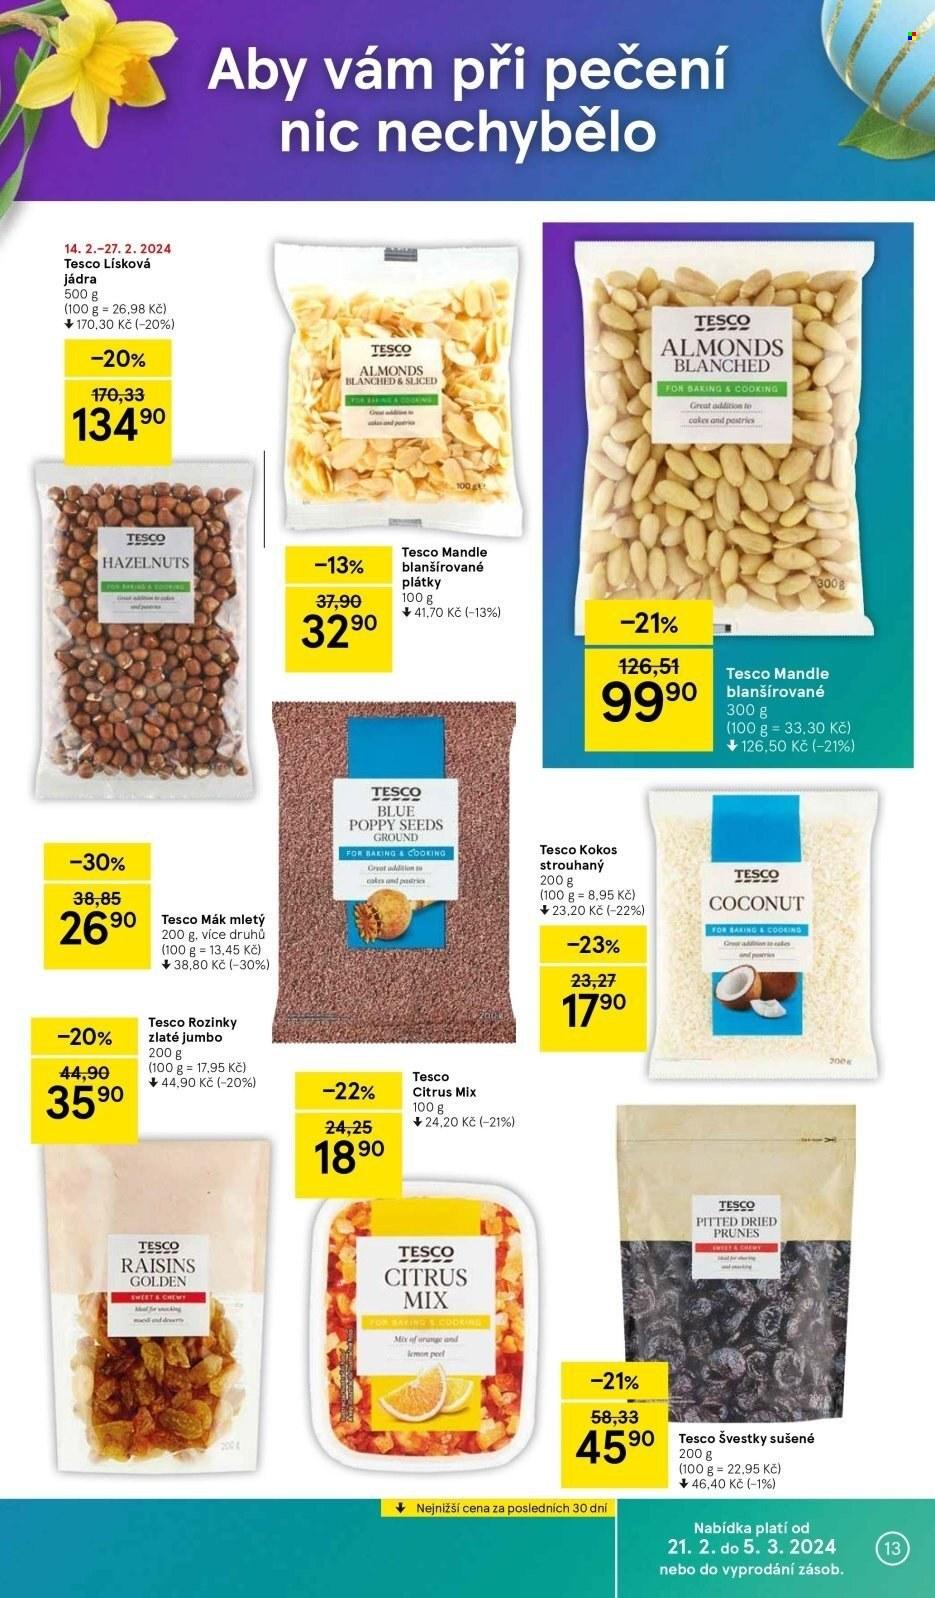 Aby vám při pečení
nic nechybělo
14. 2.–27. 2. 2024
Tesco Lísková
jádra
500 g
(100 g = 26,98 Kč)
↓ 170,30 Kč (–20%)
–20%
170,33
134 90
TESCO
HAZELNUTS
FOR BAKING & COOKING
Great addition to cakes
and pastries
TESCO
ALMONDS
BLANCHED & SLICED
FOR BAKING & COOKING
Great addition to
cakes and pastries
100 g
–13%
37,90
32 90
Tesco Mandle
blanšírované
plátky
100 g
↓ 41,70 Kč (–13%)
TESCO
ALMONDS
BLANCHED
FOR BAKING & COOKING
Great addition to
cakes and pastries
300g
–21%
126,51
99 90
Tesco Mandle
blanšírované
300 g
(100 g = 33,30 Kč)
↓ 126,50 Kč (–21%)
–30%
38,85
26 90
Tesco Mák mletý
200 g, více druhů
(100 g = 13,45 Kč)
↓ 38,80 Kč (–30%)
TESCO
BLUE
POPPY SEEDS
GROUND
FOR BAKING & COOKING
Great addition to
cakes and pastries
200 g
Tesco Kokos
strouhaný
200 g
(100 g = 8,95 Kč)
↓ 23,20 Kč (–22%)
–23%
23,27
17 90
TESCO
COCONUT
FOR BAKING & COOKING
Great addition to cakes
and pastries
200 g
–20%
44,90
35 90
Tesco Rozinky
zlaté jumbo
200 g
(100 g = 17,95 Kč)
↓ 44,90 Kč (–20%)
TESCO
RAISINS
GOLDEN
SWEET & CHEWY
Ideal for snacking
muesli and desserts
200 g
–22%
24,25
18 90
Tesco
Citrus Mix
100 g
↓ 24,20 Kč (–21%)
TESCO
CITRUS
MIX
FOR BAKING & COOKING
Mix of orange and
lemon peel
TESCO
PITTED DRIED
PRUNES
SWEET & CHEWY
Ideal for sharing
and snacking
200 g
–21%
58,33
45 90
Tesco Švestky sušené
200 g
(100 g = 22,95 Kč)
↓ 46,40 Kč (–1%)
↓ Nejnižší cena za posledních 30 dní
Nabídka platí od
21. 2. do 5. 3. 2024
nebo do vyprodání zásob.
13